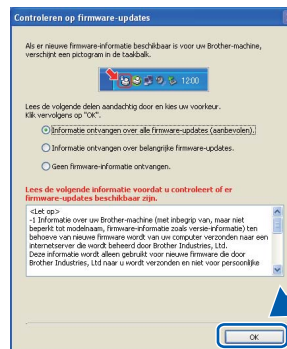 Controleren op firmware-updates
Als er nieuwe firmware-informatie beschikbaar is voor uw Brother-machine,
verschijnt een pictogram in de taakbalk.
12:00
Lees de volgende delen aandachtig door en kies uw voorkeur.
Klik vervolgens op "OK".
Informatie ontvangen over alle firmware-updates (aanbevolen).
Informatie ontvangen over belangrijke firmware-updates.
Geen firmware-informatie ontvangen.
Lees de volgende informatie voordat u controleert of er
firmware-updates beschikbaar zijn.
<Let op>
-1 Informatie over uw Brother-machine (met inbegrip van, maar niet
beperkt tot modelnaam, firmware-informatie zoals versie-informatie) ten
behoeve van nieuwe firmware wordt van uw computer verzonden naar een
internetserver die wordt beheerd door Brother Industries, Ltd.
Deze informatie wordt alleen gebruikt voor nieuwe firmware die door
Brother Industries, Ltd naar u wordt verzonden en niet voor persoonlijke
OK